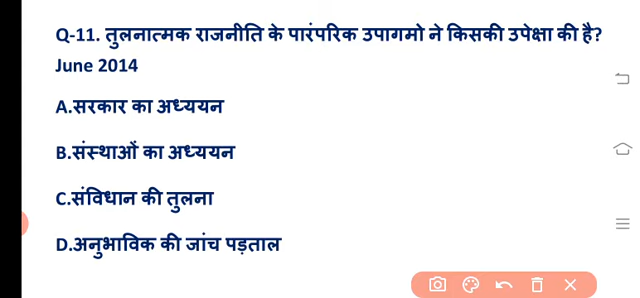 Q-11. तुलनात्मक राजनीति के पारंपरिक उपागमो ने किसकी उपेक्षा की है?
June 2014
A.सरकार का अध्ययन
B.संस्थाओं का अध्ययन
C.संविधान की तुलना
D.अनुभाविक की जांच पड़ताल